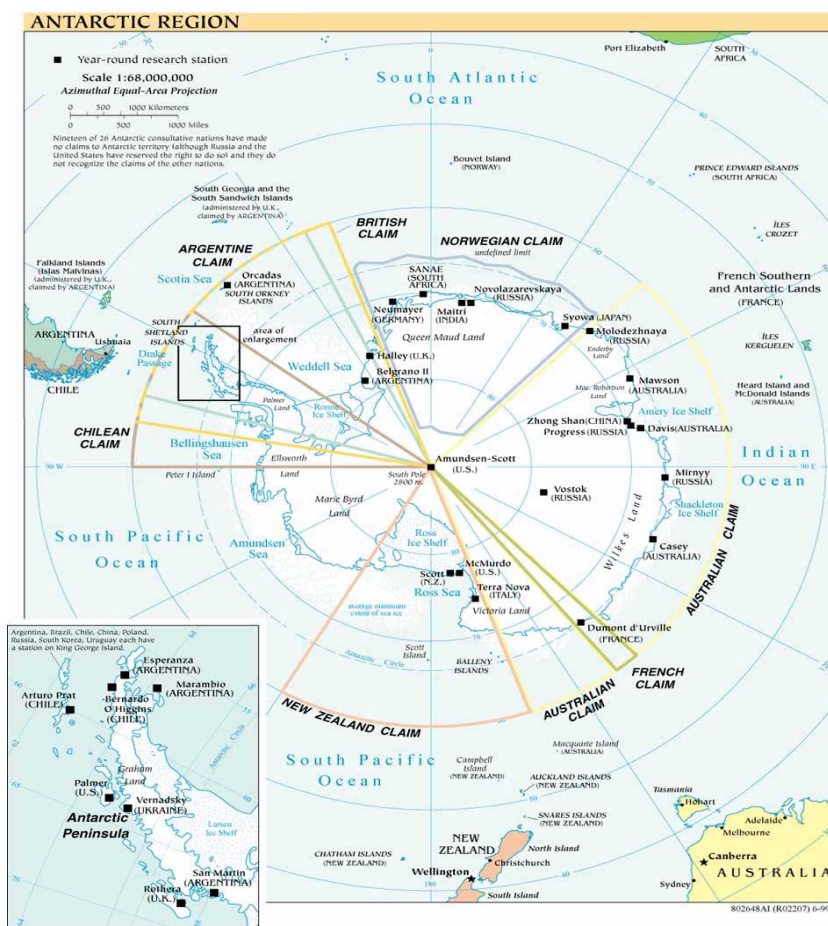 ANTARCTIC REGION
Year-round research station
Scale 1:68,000,000
Azimuthal Equal-Area Projection
0 500 1000 Kilometers
0 500 1000 Miles
Nineteen of 26 Antarctic consultative nations have made
no claims to Antarctic territory (although Russia and the
United States have reserved the right to do so) and they do
not recognize the claims of the other nations.
South Atlantic
Ocean
Port Elizabeth
SOUTH
AFRICA
Bouvet Island
(NORWAY)
PRINCE EDWARD ISLANDS
(SOUTH AFRICA)
ÎLES
CROZET
French Southern
and Antarctic Lands
(FRANCE)
ÎLES
KERGUELEN
Heard Island and
McDonald Islands
(AUSTRALIA)
South Georgia and the
South Sandwich Islands
(administered by U.K.,
claimed by ARGENTINA)
BRITISH
CLAIM
ARGENTINE
CLAIM
NORWEGIAN CLAIM
undefined limit
Falkland Islands
(Islas Malvinas)
(administered by U.K.,
claimed by ARGENTINA)
Scotia Sea
Orcadas
(ARGENTINA)
SOUTH ORKNEY
ISLANDS
SANAE
(SOUTH
AFRICA)
Novolazarevskaya
(RUSSIA)
Neumayer
(GERMANY)
Maitri
(INDIA)
Syowa (JAPAN)
Molodezhnaya
(RUSSIA)
Queen Maud Land
Enderby
Land
ARGENTINA
Ushuaia
CHILE
SOUTH
SHETLAND
ISLANDS
Drake
Passage
area of
enlargement
Weddell Sea
Halley (U.K.)
Belgrano II
(ARGENTINA)
Mac. Robertson
Land
Mawson
(AUSTRALIA)
Amery Ice Shelf
Palmer
Land
Ronne
Ice Shelf
Zhong Shan(CHINA)
Progress (RUSSIA)
Davis(AUSTRALIA)
CHILEAN
CLAIM
Bellingshausen
Sea
Ellsworth
Land
Peter I Island
90 W
South Pole
2800 m.
Amundsen-Scott
(U.S.)
Indian
Ocean
90 E
Mirnyy
(RUSSIA)
Vostok
(RUSSIA)
Marie Byrd
Land
Shackleton
Ice Shelf
South Pacific
Ocean
Amundsen
Sea
Ross
Ice Shelf
Wilkes Land
Casey
(AUSTRALIA)
AUSTRALIAN CLAIM
Scott
(N.Z.)
McMurdo
(U.S.)
Ross Sea
Terra Nova
(ITALY)
Victoria Land
average minimum
extent of sea ice
Dumont d'Urville
(FRANCE)
Scott
Island
Antarctic Circle
BALLENY
ISLANDS
FRENCH
CLAIM
AUSTRALIAN
CLAIM
NEW ZEALAND CLAIM
South Pacific
Ocean
Macquarie Island
(AUSTRALIA)
Campbell
Island
(NEW ZEALAND)
AUCKLAND ISLANDS
(NEW ZEALAND)
SNARES ISLANDS
(NEW ZEALAND)
CHATHAM ISLANDS
(NEW ZEALAND)
NEW
ZEALAND
North Island
Christchurch
Wellington
South Island
180
Tasmania
Hobart
Melbourne
Adelaide
Canberra
Sydney
AUSTRALIA
Argentina, Brazil, Chile, China, Poland,
Russia, South Korea, Uruguay each have
a station on King George Island.
Esperanza
(ARGENTINA)
Marambio
(ARGENTINA)
Arturo Prat
(CHILE)
Bernardo
O'Higgins
(CHILE)
Antarctic Circle
Graham
Land
Palmer
(U.S.)
Vernadsky
(UKRAINE)
Antarctic
Peninsula
Larsen
Ice Shelf
San Martin
(ARGENTINA)
Rothera
(U.K.)
802648AI (R02207) 6-99